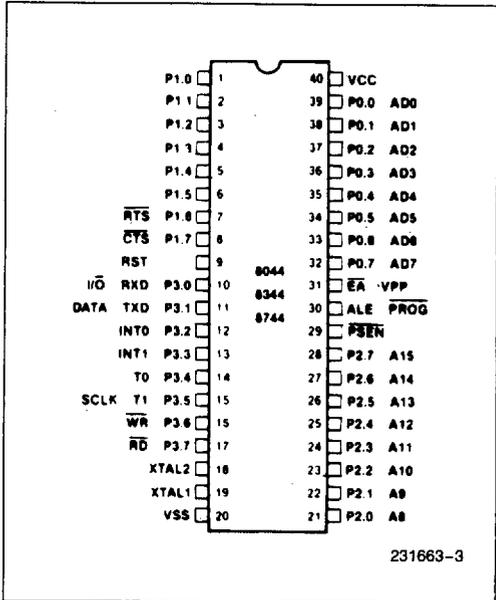 P1.0 1 40 VCC
P1.1 2 39 P0.0 AD0
P1.2 3 38 P0.1 AD1
P1.3 4 37 P0.2 AD2
P1.4 5 36 P0.3 AD3
P1.5 6 35 P0.4 AD4
RTS P1.6 7 34 P0.5 AD5
CTS P1.7 8 33 P0.6 AD6
RST 9 32 P0.7 AD7
I/O RXD P3.0 10 8044 31 EA VPP
DATA TXD P3.1 11 8344 30 ALE PROG
INT0 P3.2 12 8744 29 PSEN
INT1 P3.3 13 28 P2.7 A15
T0 P3.4 14 27 P2.6 A14
SCLK T1 P3.5 15 26 P2.5 A13
WR P3.6 16 25 P2.4 A12
RD P3.7 17 24 P2.3 A11
XTAL2 18 23 P2.2 A10
XTAL1 19 22 P2.1 A9
VSS 20 21 P2.0 A8
231663-3